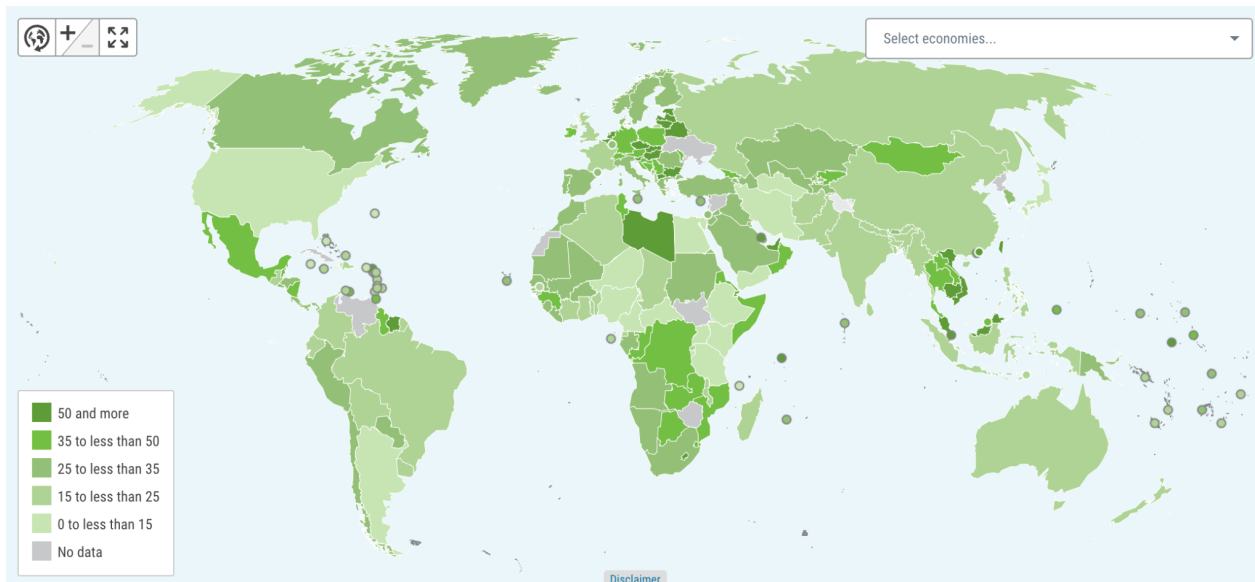 Select economies...
50 and more
35 to less than 50
25 to less than 35
15 to less than 25
0 to less than 15
No data
Disclaimer